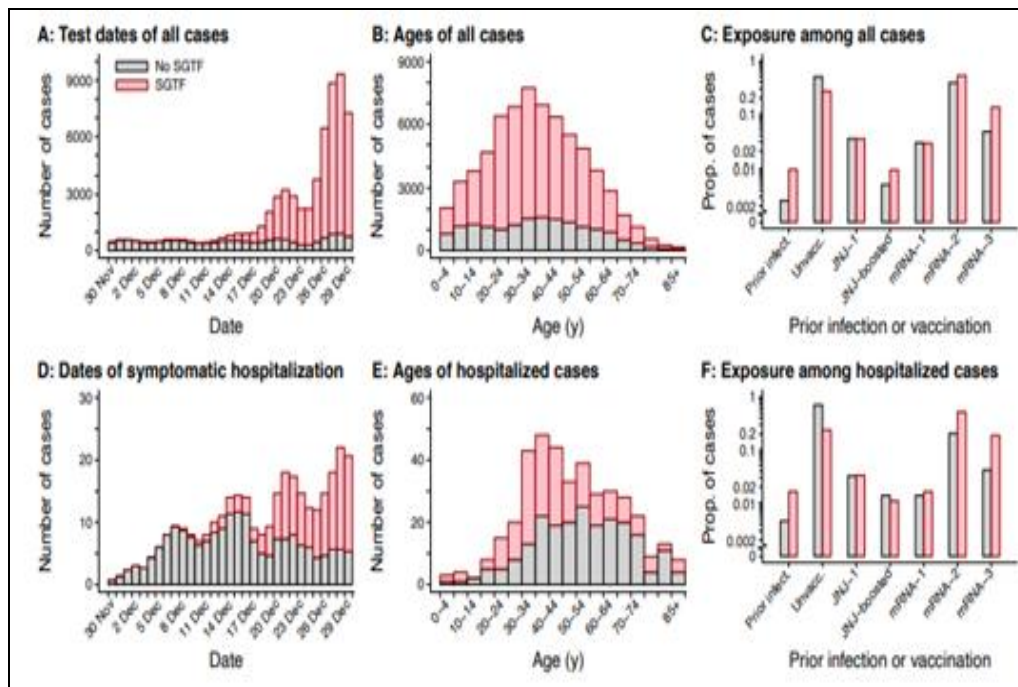 A: Test dates of all cases
No SGTF
SGTF
Number of cases
9000
6000
3000
0
30 Nov
2 Dec
5 Dec
8 Dec
11 Dec
14 Dec
17 Dec
20 Dec
23 Dec
26 Dec
29 Dec
Date
B: Ages of all cases
Number of cases
9000
6000
3000
0
0-4
10-14
20-24
30-34
40-44
50-54
60-64
70-74
85+
Age (y)
C: Exposure among all cases
Prop. of cases
1
0.2
0.1
0.02
0.01
0.002
0
Prior infect.
Unvacc.
JNJ-1
JNJ-boosted
mRNA-1
mRNA-2
mRNA-3
Prior infection or vaccination
D: Dates of symptomatic hospitalization
Number of cases
30
20
10
0
30 Nov
2 Dec
5 Dec
8 Dec
11 Dec
14 Dec
17 Dec
20 Dec
23 Dec
26 Dec
29 Dec
Date
E: Ages of hospitalized cases
Number of cases
60
40
20
0
0-4
10-14
20-24
30-34
40-44
50-54
60-64
70-74
85+
Age (y)
F: Exposure among hospitalized cases
Prop. of cases
1
0.2
0.1
0.02
0.01
0.002
0
Prior infect.
Unvacc.
JNJ-1
JNJ-boosted
mRNA-1
mRNA-2
mRNA-3
Prior infection or vaccination